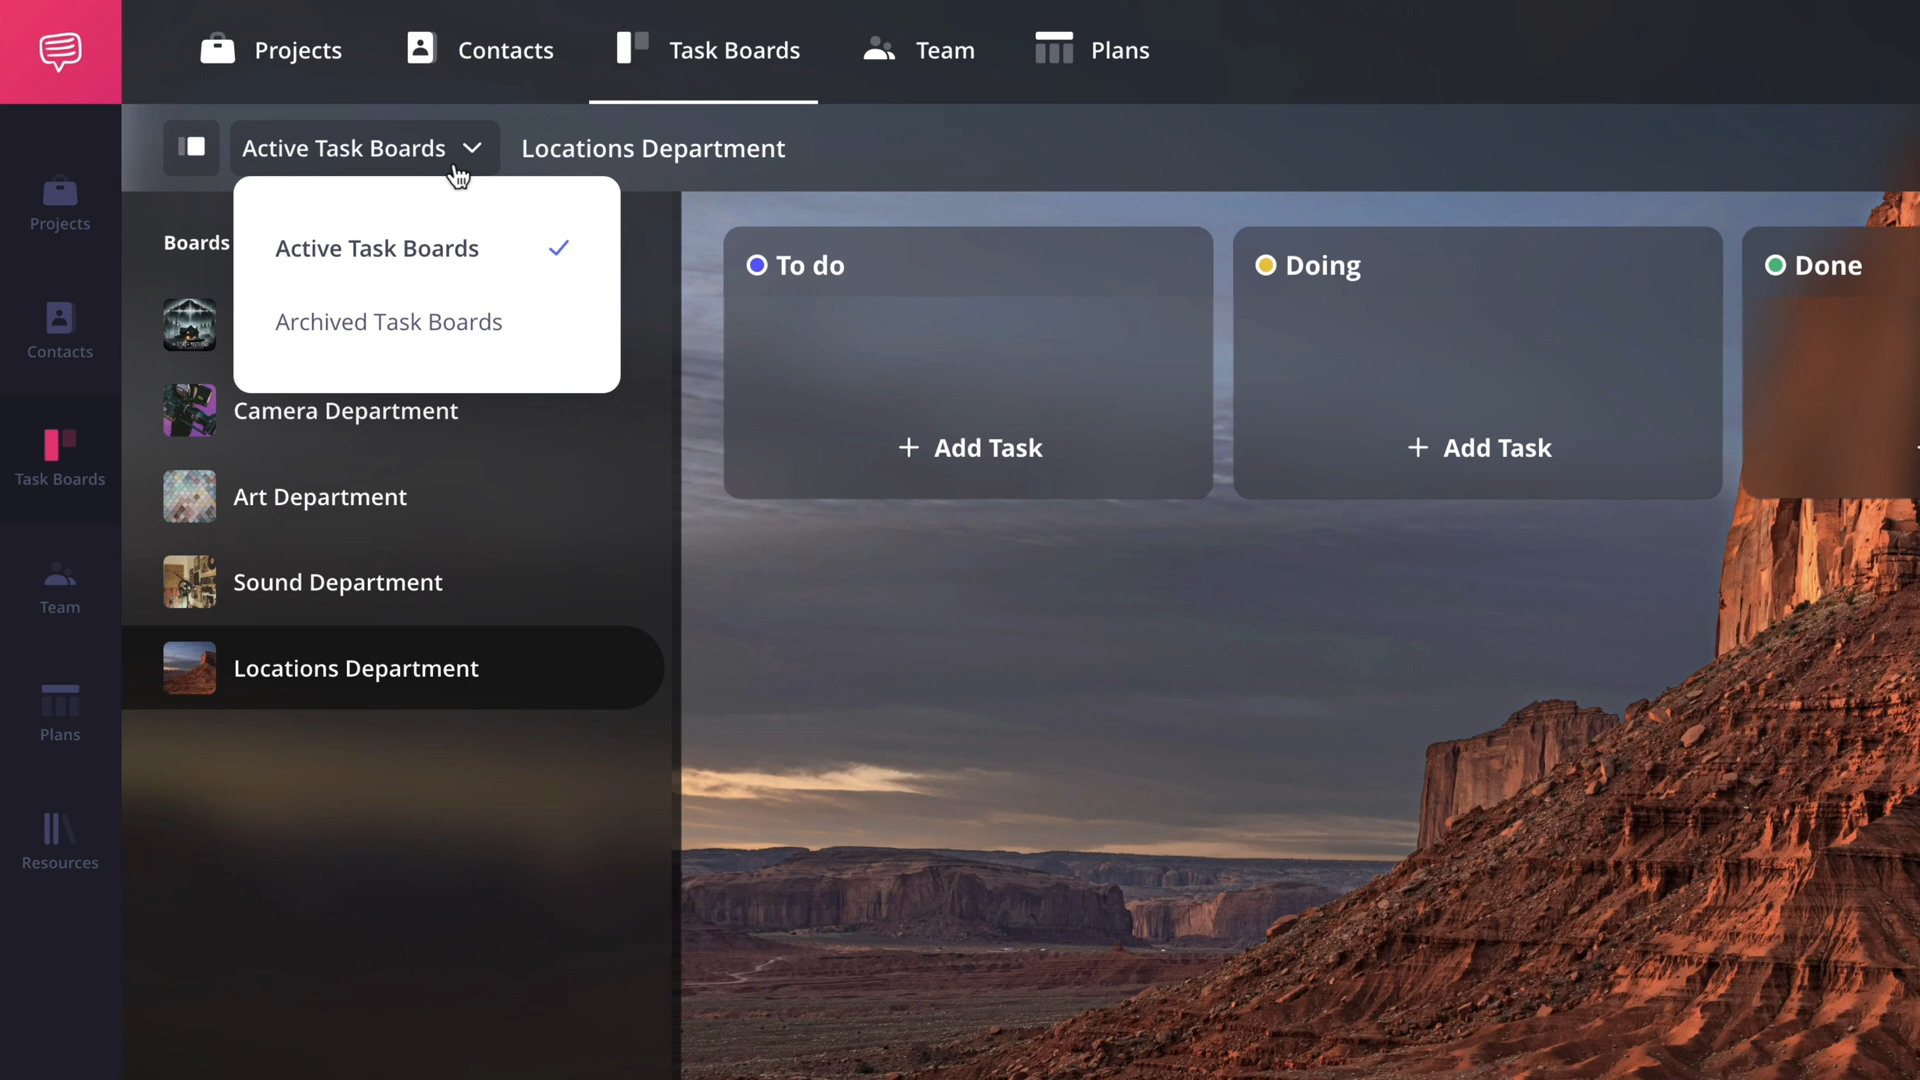 Projects
Contacts
Task Boards
Team
Plans
Active Task Boards
Locations Department
Projects
Contacts
Task Boards
Team
Plans
Resources
Boards
Active Task Boards
Archived Task Boards
Camera Department
Art Department
Sound Department
Locations Department
To do
+ Add Task
Doing
+ Add Task
Done